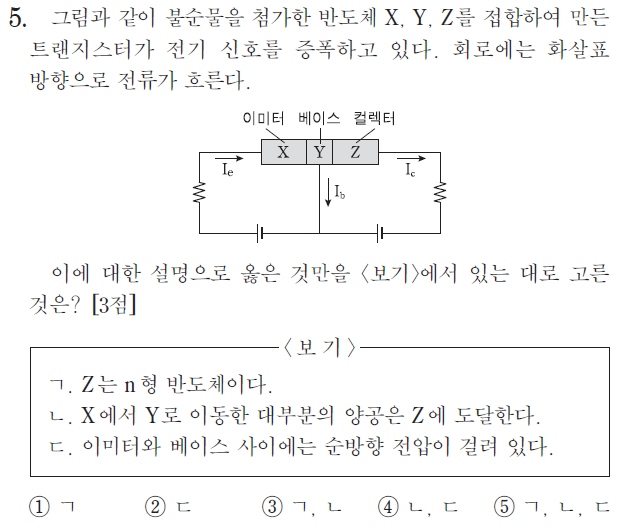 5. 그림과 같이 불순물을 첨가한 반도체 X, Y, Z를 접합하여 만든
트랜지스터가 전기 신호를 증폭하고 있다. 회로에는 화살표
방향으로 전류가 흐른다.
이미터 베이스 컬렉터
X Y Z
Ie Ic
Ib
이에 대한 설명으로 옳은 것만을 〈보기〉에서 있는 대로 고른
것은? [3점]
〈보 기〉
ㄱ. Z는 n형 반도체이다.
ㄴ. X에서 Y로 이동한 대부분의 양공은 Z에 도달한다.
ㄷ. 이미터와 베이스 사이에는 순방향 전압이 걸려 있다.
① ㄱ ② ㄷ ③ ㄱ, ㄴ ④ ㄴ, ㄷ ⑤ ㄱ, ㄴ, ㄷ